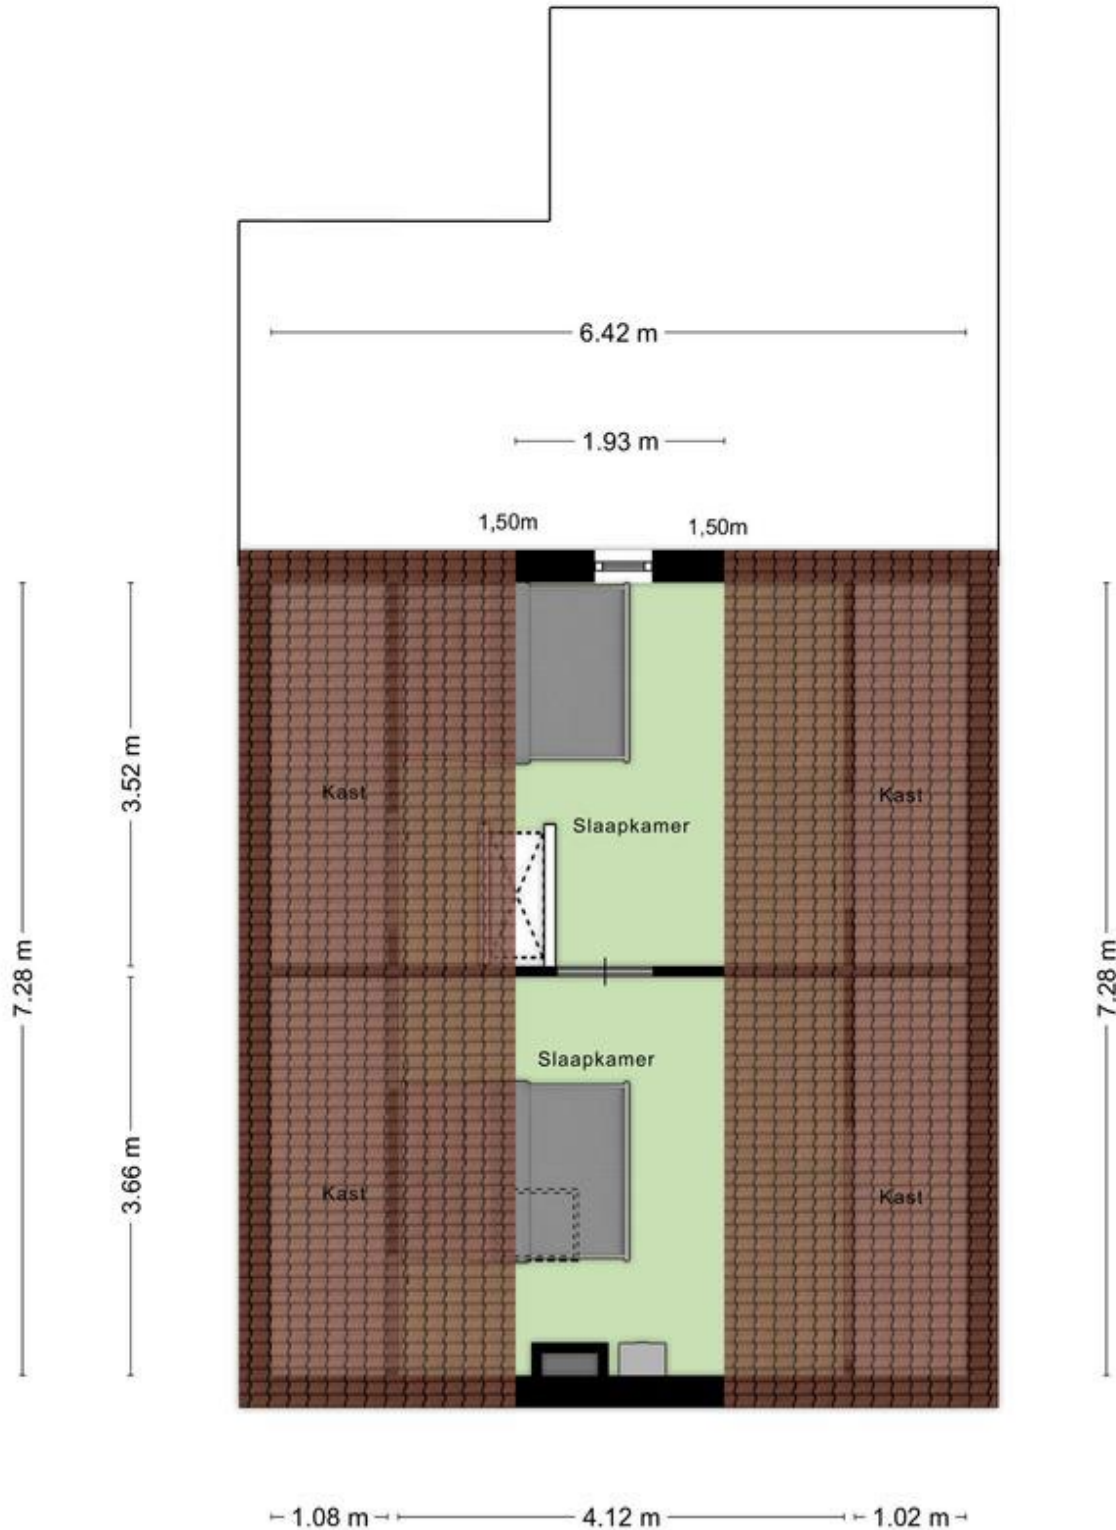 6.42 m
1.93 m
1,50m
1,50m
3.52 m
Kast
Kast
Slaapkamer
7.28 m
7.28 m
Slaapkamer
3.66 m
Kast
Kast
1.08 m
4.12 m
1.02 m